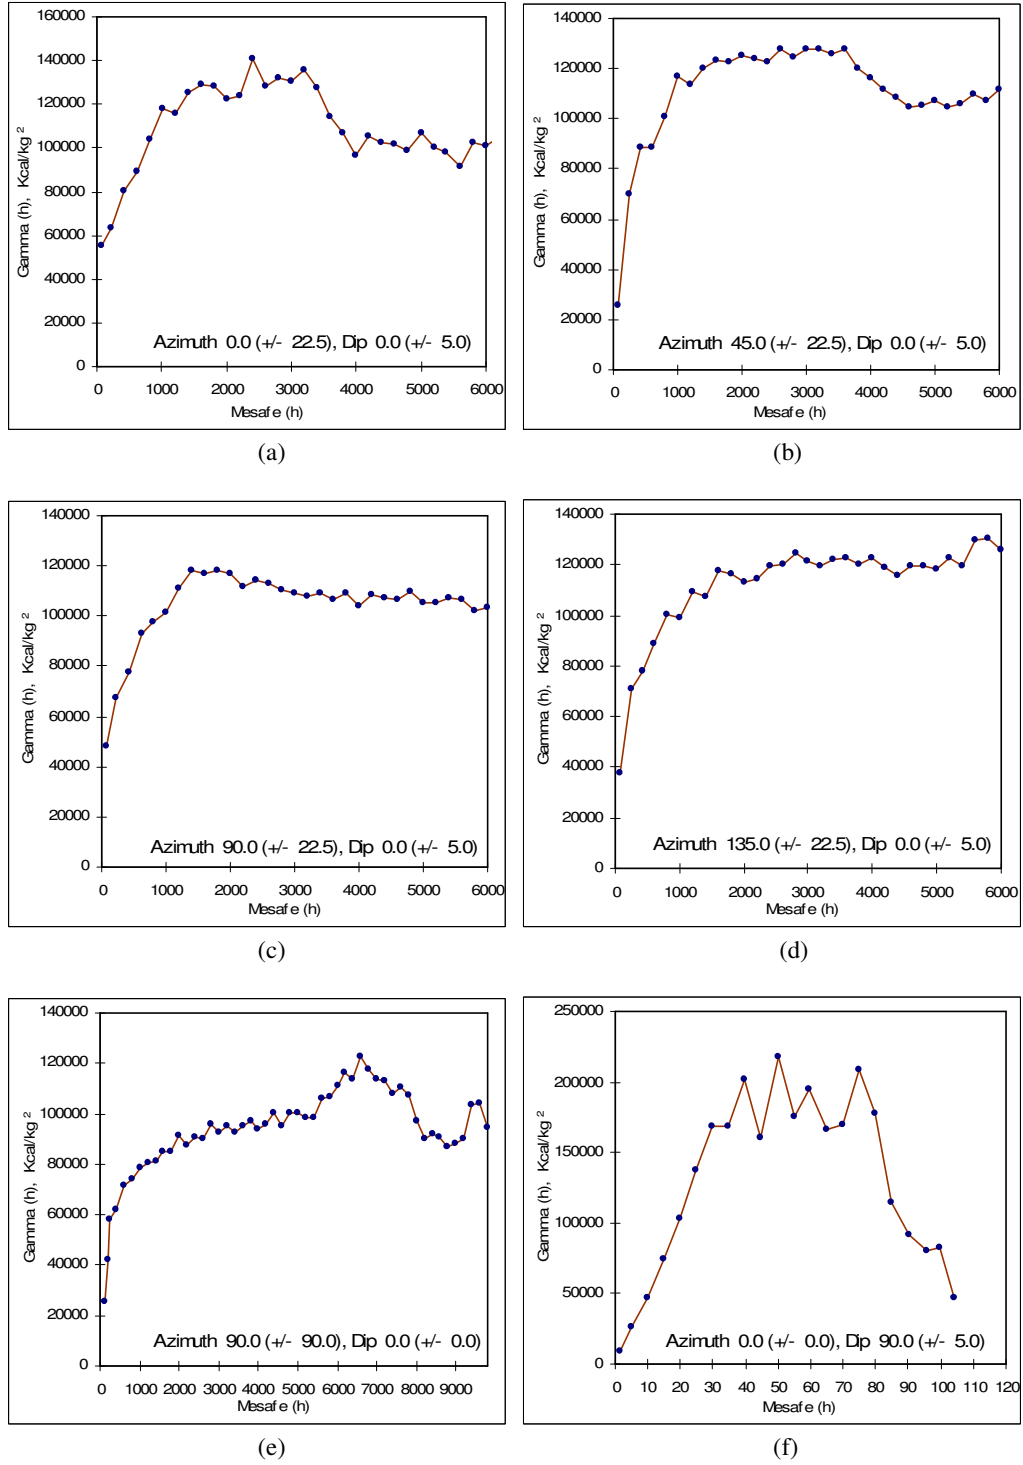 160000
140000
120000
100000
80000
60000
40000
20000
0
Gamma (h), Kcal/kg ²
Azimuth 0.0 (+/- 22.5), Dip 0.0 (+/- 5.0)
0 1000 2000 3000 4000 5000 6000
Mesafe (h)
(a)
140000
120000
100000
80000
60000
40000
20000
0
Gamma (h), Kcal/kg ²
Azimuth 45.0 (+/- 22.5), Dip 0.0 (+/- 5.0)
0 1000 2000 3000 4000 5000 6000
Mesafe (h)
(b)
140000
120000
100000
80000
60000
40000
20000
0
Gamma (h), Kcal/kg ²
Azimuth 90.0 (+/- 22.5), Dip 0.0 (+/- 5.0)
0 1000 2000 3000 4000 5000 6000
Mesafe (h)
(c)
140000
120000
100000
80000
60000
40000
20000
0
Gamma (h), Kcal/kg ²
Azimuth 135.0 (+/- 22.5), Dip 0.0 (+/- 5.0)
0 1000 2000 3000 4000 5000 6000
Mesafe (h)
(d)
140000
120000
100000
80000
60000
40000
20000
0
Gamma (h), Kcal/kg ²
Azimuth 90.0 (+/- 90.0), Dip 0.0 (+/- 0.0)
0 1000 2000 3000 4000 5000 6000 7000 8000 9000
Mesafe (h)
(e)
250000
200000
150000
100000
50000
0
Gamma (h), Kcal/kg ²
Azimuth 0.0 (+/- 0.0), Dip 90.0 (+/- 5.0)
0 10 20 30 40 50 60 70 80 90 100 110 120
Mesafe (h)
(f)